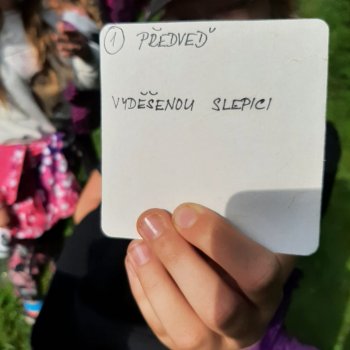 1 PŘEDVEĎ
VYDĚŠENOU SLEPICI